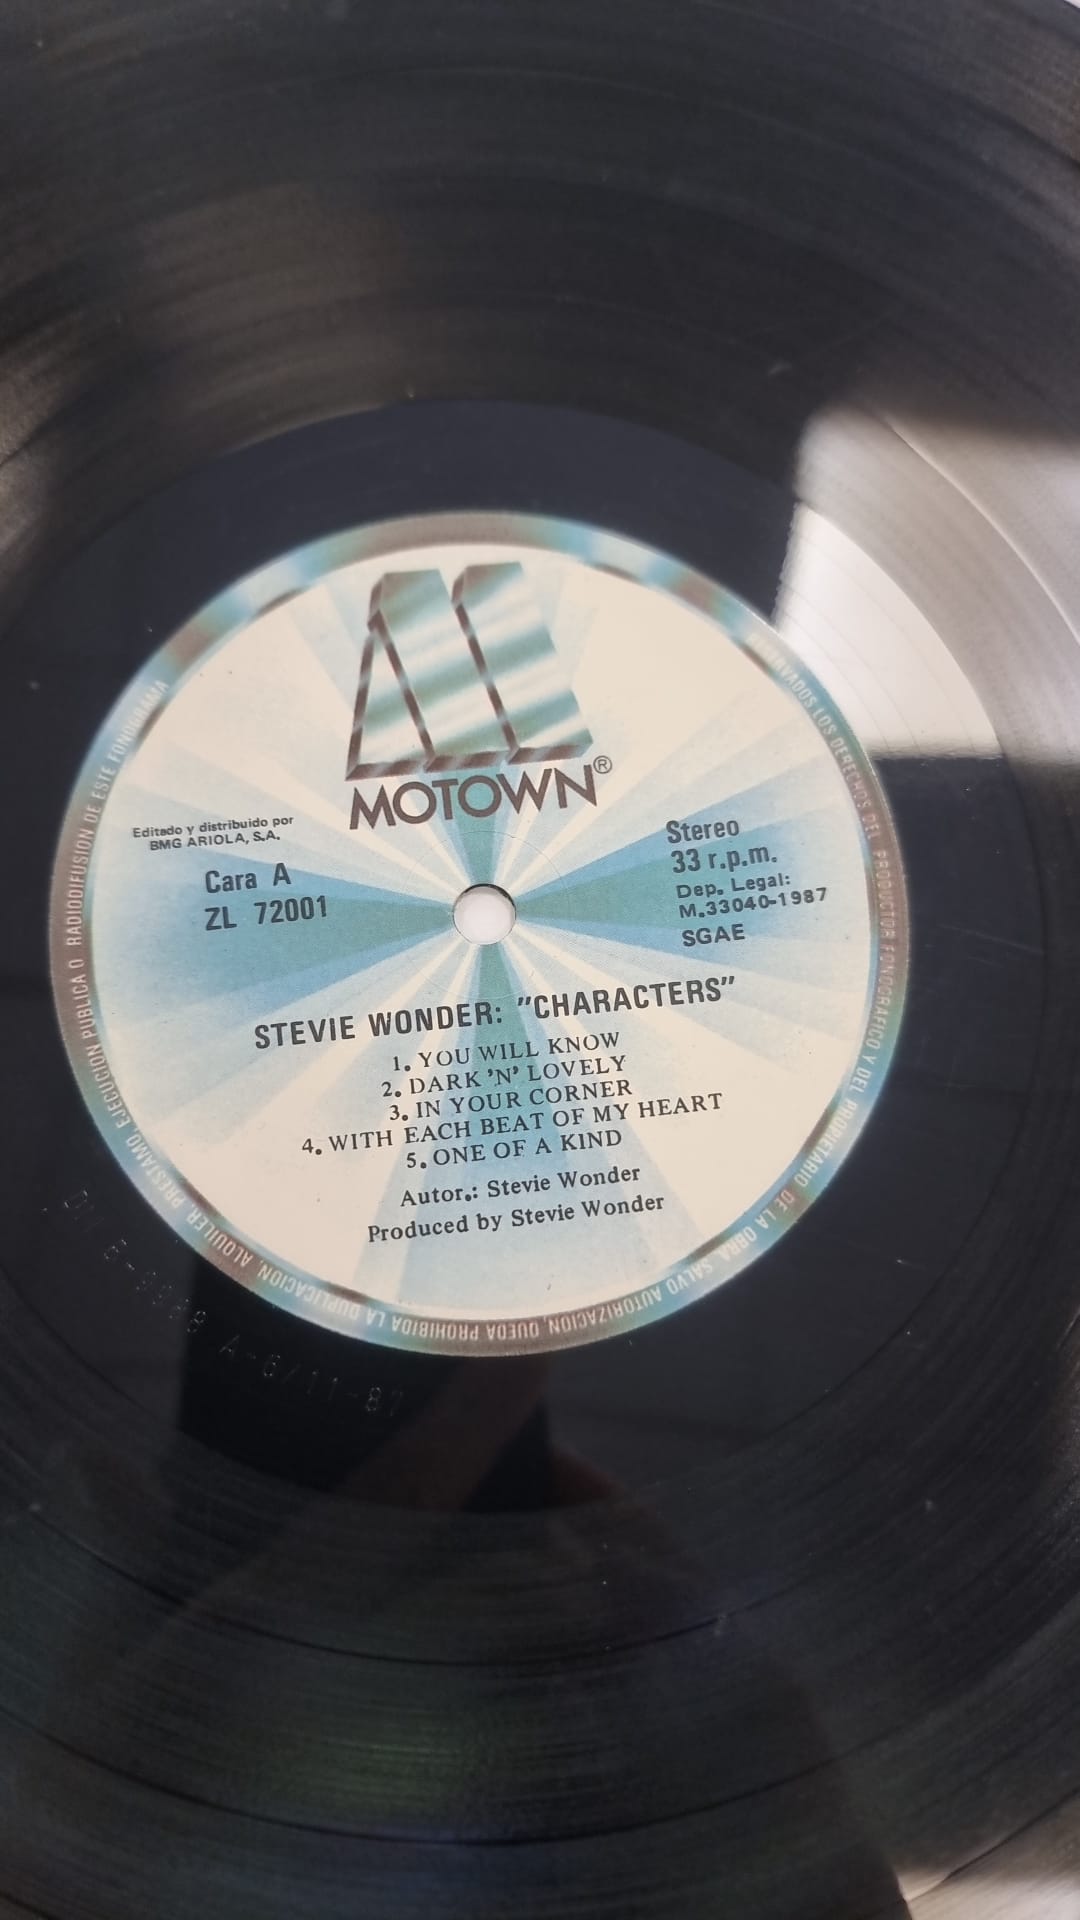 MOTOWN®
Editado y distribuido por
BMG ARIOLA, S.A.
Cara A
ZL 72001
Stereo
33 r.p.m.
Dep. Legal:
M.33040-1987
SGAE
STEVIE WONDER: "CHARACTERS"
1. YOU WILL KNOW
2. DARK 'N' LOVELY
3. IN YOUR CORNER
4. WITH EACH BEAT OF MY HEART
5. ONE OF A KIND
Autor.: Stevie Wonder
Produced by Stevie Wonder
RESERVADOS LOS DERECHOS DEL PRODUCTOR FONOGRAFICO Y DEL PROPIETARIO DE LA OBRA. SALVO AUTORIZACION, QUEDA PROHIBIDA LA DUPLICACION, ALQUILER, PRESTAMO EJECUCION PUBLICA O RADIODIFUSION DE ESTE FONOGRAMA
A-6/11-87